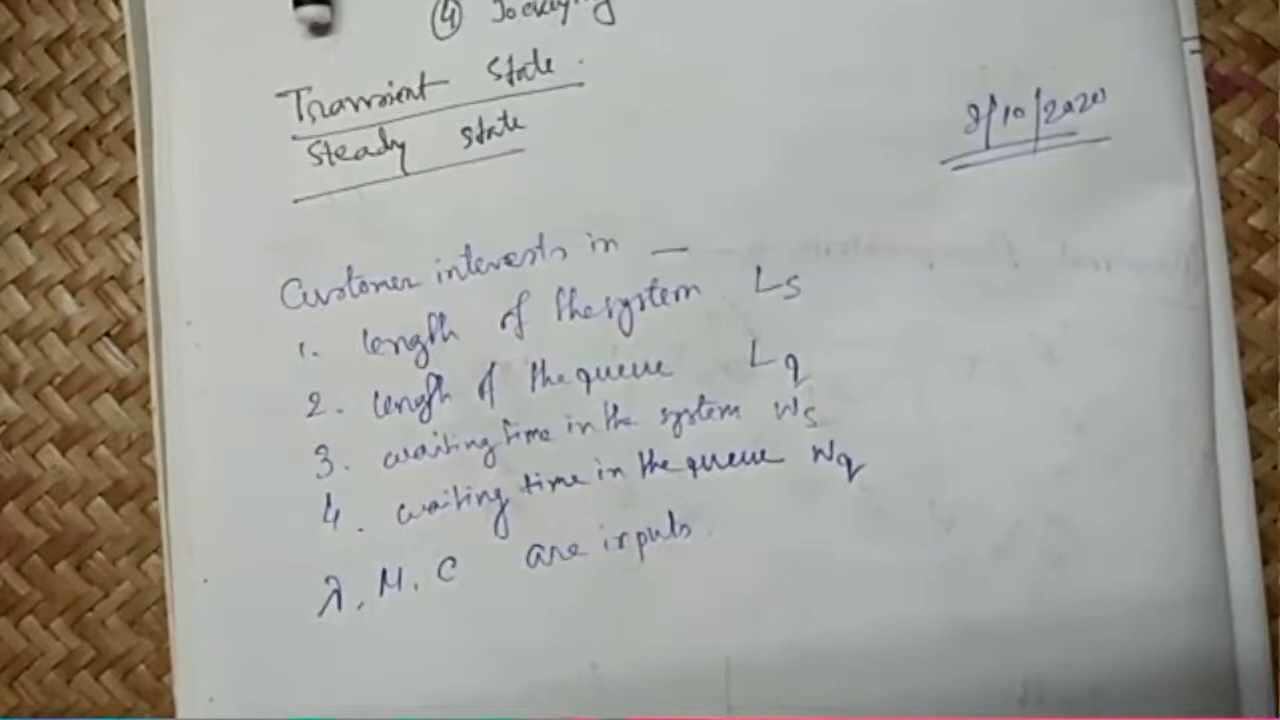 ④ Jockeying
Transient state.
Steady state
8/10/2020
Customer interests in —
1. length of the system Ls
2. length of the queue Lq
3. waiting time in the system Ws
4. waiting time in the queue Wq
λ, M, C are inputs.